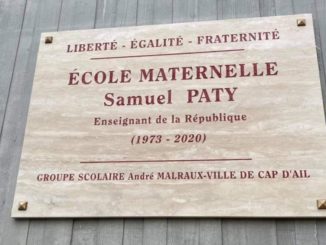 LIBERTÉ - ÉGALITÉ - FRATERNITÉ
ÉCOLE MATERNELLE
Samuel PATY
Enseignant de la République
(1973 - 2020)
GROUPE SCOLAIRE André MALRAUX-VILLE DE CAP D'AIL